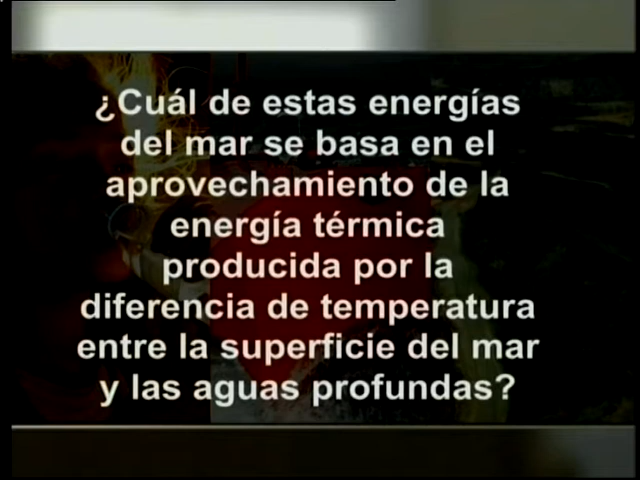 ¿Cuál de estas energías
del mar se basa en el
aprovechamiento de la
energía térmica
producida por la
diferencia de temperatura
entre la superficie del mar
y las aguas profundas?